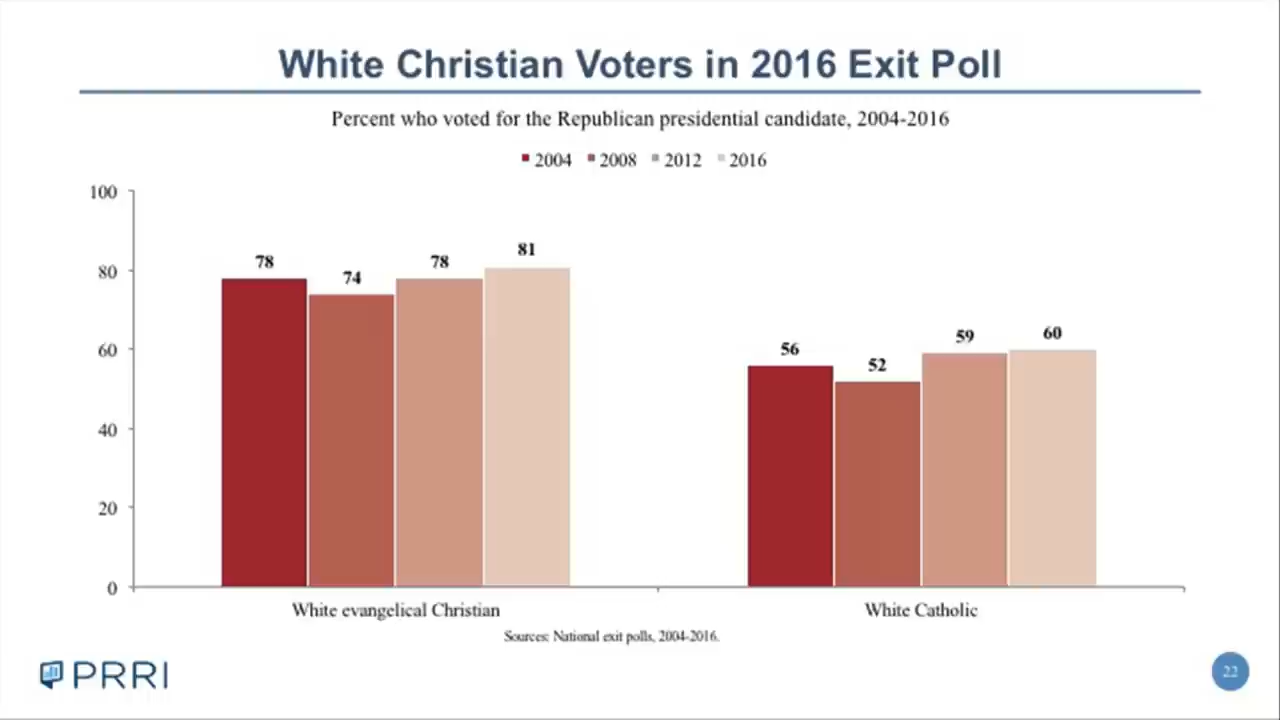 White Christian Voters in 2016 Exit Poll
Percent who voted for the Republican presidential candidate, 2004-2016
2004 2008 2012 2016
100
80
60
40
20
0
78 74 78 81
56 52 59 60
White evangelical Christian White Catholic
Sources: National exit polls, 2004-2016.
PRRI
22